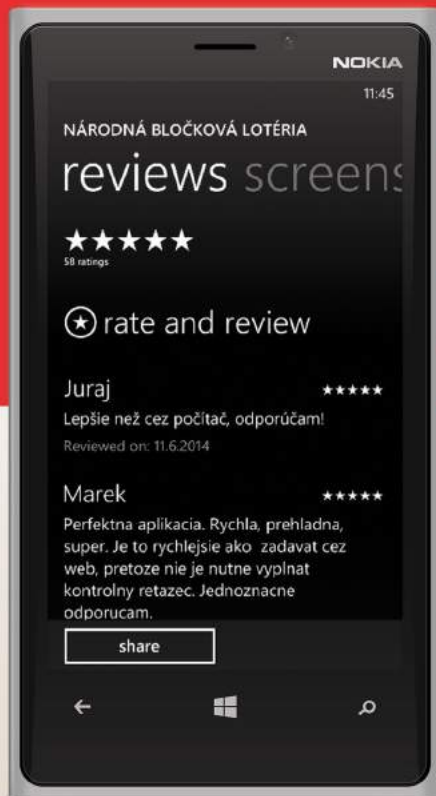 NOKIA
11:45
NÁRODNÁ BLOČKOVÁ LOTÉRIA
reviews screens
58 ratings
rate and review
Juraj
Lepšie než cez počítač, odporúčam!
Reviewed on: 11.6.2014
Marek
Perfektna aplikacia. Rychla, prehladna,
super. Je to rychlejsie ako zadavat cez
web, pretoze nie je nutne vyplnat
kontrolny retazec. Jednoznacne
odporucam.
share